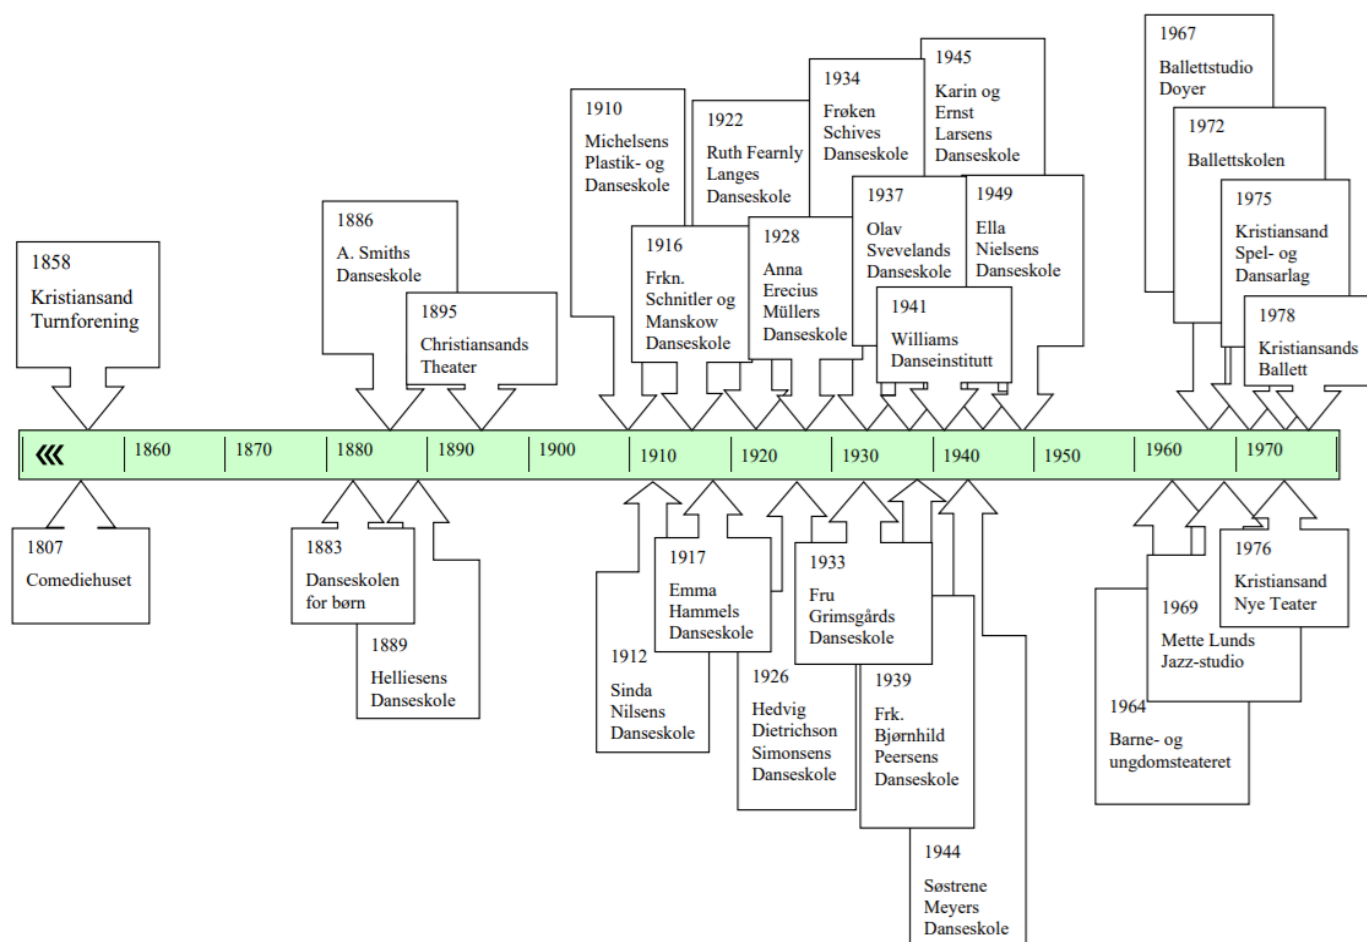 1858
Kristiansand
Turnforening
1886
A. Smiths
Danseskole
1895
Christiansands
Theater
1910
Michelsens
Plastik- og
Danseskole
1916
Frkn.
Schnitler og
Manskow
Danseskole
1922
Ruth Fearnly
Langes
Danseskole
1928
Anna
Erecius
Müllers
Danseskole
1934
Frøken
Schives
Danseskole
1937
Olav
Svevelands
Danseskole
1941
Williams
Danseinstitutt
1945
Karin og
Ernst
Larsens
Danseskole
1949
Ella
Nielsens
Danseskole
1967
Ballettstudio
Doyer
1972
Ballettskolen
1975
Kristiansand
Spel- og
Dansarlag
1978
Kristiansands
Ballett
1860 1870 1880 1890 1900 1910 1920 1930 1940 1950 1960 1970
1807
Comediehuset
1883
Danseskolen
for børn
1889
Helliesens
Danseskole
1912
Sinda
Nilsens
Danseskole
1917
Emma
Hammels
Danseskole
1926
Hedvig
Dietrichson
Simonsens
Danseskole
1933
Fru
Grimsgårds
Danseskole
1939
Frk.
Bjørnhild
Peersens
Danseskole
1944
Søstrene
Meyers
Danseskole
1964
Barne- og
ungdomsteateret
1969
Mette Lunds
Jazz-studio
1976
Kristiansand
Nye Teater